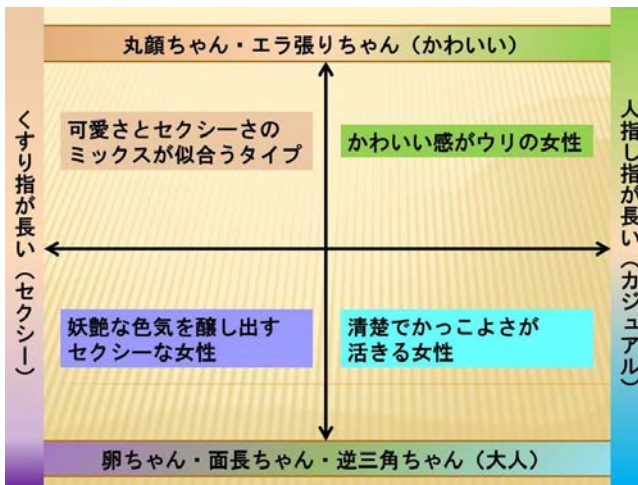 丸顔ちゃん・エラ張りちゃん（かわいい）
くすり指が長い（セクシー）
人指し指が長い（カジュアル）
可愛さとセクシーさの
ミックスが似合うタイプ
かわいい感がウリの女性
妖艶な色気を醸し出す
セクシーな女性
清楚でかっこよさが
活きる女性
卵ちゃん・面長ちゃん・逆三角ちゃん（大人）